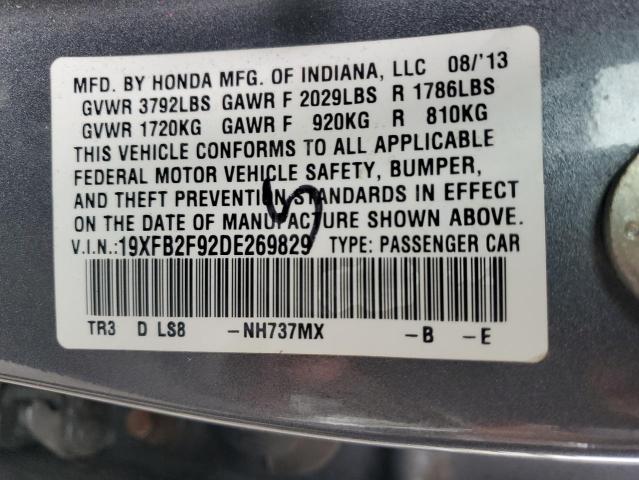 MFD. BY HONDA MFG. OF INDIANA, LLC 08/'13
GVWR 3792LBS GAWR F 2029LBS R 1786LBS
GVWR 1720KG GAWR F 920KG R 810KG
THIS VEHICLE CONFORMS TO ALL APPLICABLE
FEDERAL MOTOR VEHICLE SAFETY, BUMPER,
AND THEFT PREVENTION STANDARDS IN EFFECT
ON THE DATE OF MANUFACTURE SHOWN ABOVE.
V.I.N.:19XFB2F92DE269829 TYPE: PASSENGER CAR
TR3 D LS8 -NH737MX -B -E
5